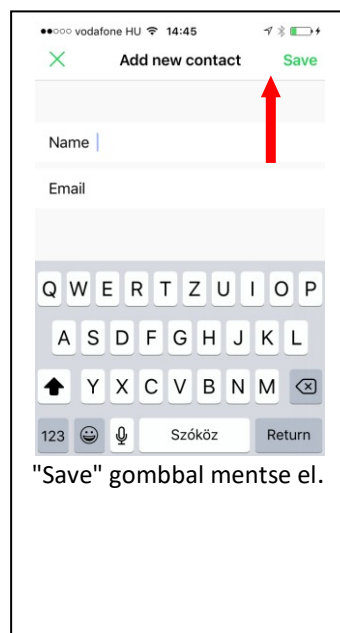 vodafone HU 14:45
Add new contact Save
Name
Email
Q W E R T Z U I O P
A S D F G H J K L
Y X C V B N M
123 Szóköz Return
"Save" gombbal mentse el.